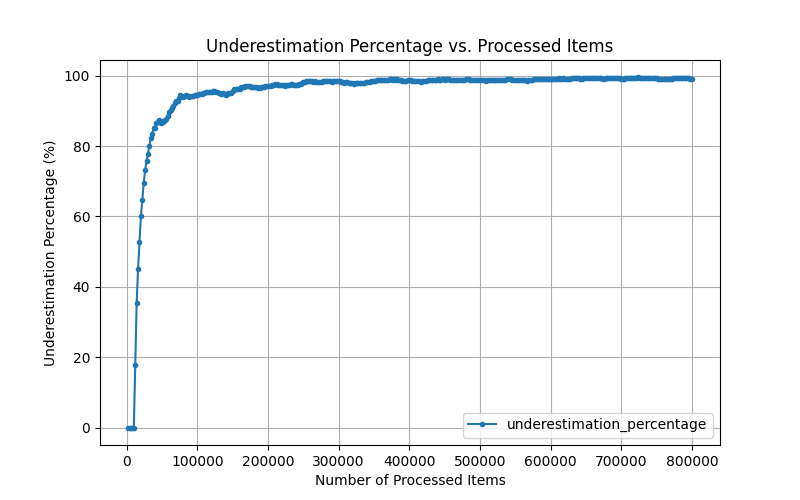 Underestimation Percentage vs. Processed Items
Underestimation Percentage (%)
100
80
60
40
20
0
underestimation_percentage
0 100000 200000 300000 400000 500000 600000 700000 800000
Number of Processed Items